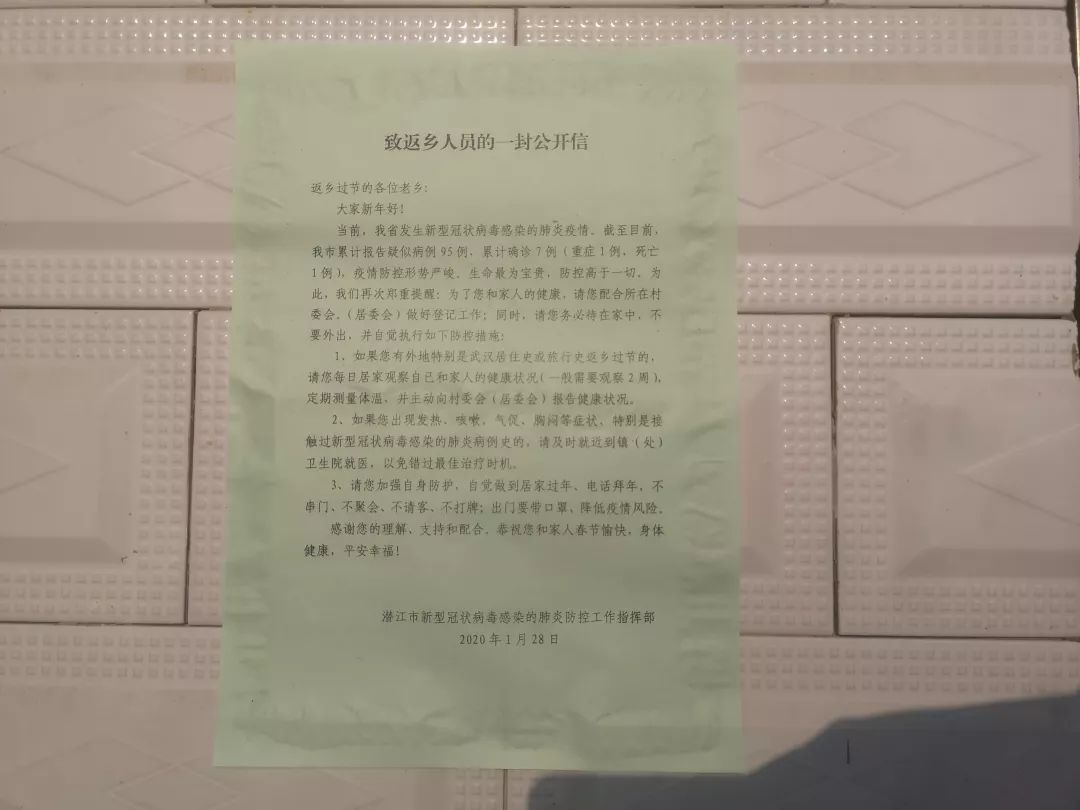 致返乡人员的一封公开信
返乡过节的各位老乡：
大家新年好！
当前，我省发生新型冠状病毒感染的肺炎疫情。截至目前，
我市累计报告疑似病例95例，累计确诊7例（重症1例，死亡
1例），疫情防控形势严峻。生命最为宝贵，防控高于一切。为
此，我们再次郑重提醒：为了您和家人的健康，请您配合所在村
委会。（居委会）做好登记工作；同时，请您务必待在家中，不
要外出，并自觉执行如下防控措施：
1、如果您有外地特别是武汉居住史或旅行史返乡过节的，
请您每日居家观察自己和家人的健康状况（一般需要观察2周），
定期测量体温，并主动向村委会（居委会）报告健康状况。
2、如果您出现发热、咳嗽、气促、胸闷等症状，特别是接
触过新型冠状病毒感染的肺炎病例史的，请及时就近到镇（处）
卫生院就医，以免错过最佳治疗时机。
3、请您加强自身防护，自觉做到居家过年、电话拜年，不
串门、不聚会、不请客、不打牌；出门要带口罩、降低疫情风险。
感谢您的理解、支持和配合。恭祝您和家人春节愉快，身体
健康，平安幸福！
潜江市新型冠状病毒感染的肺炎防控工作指挥部
2020年1月28日